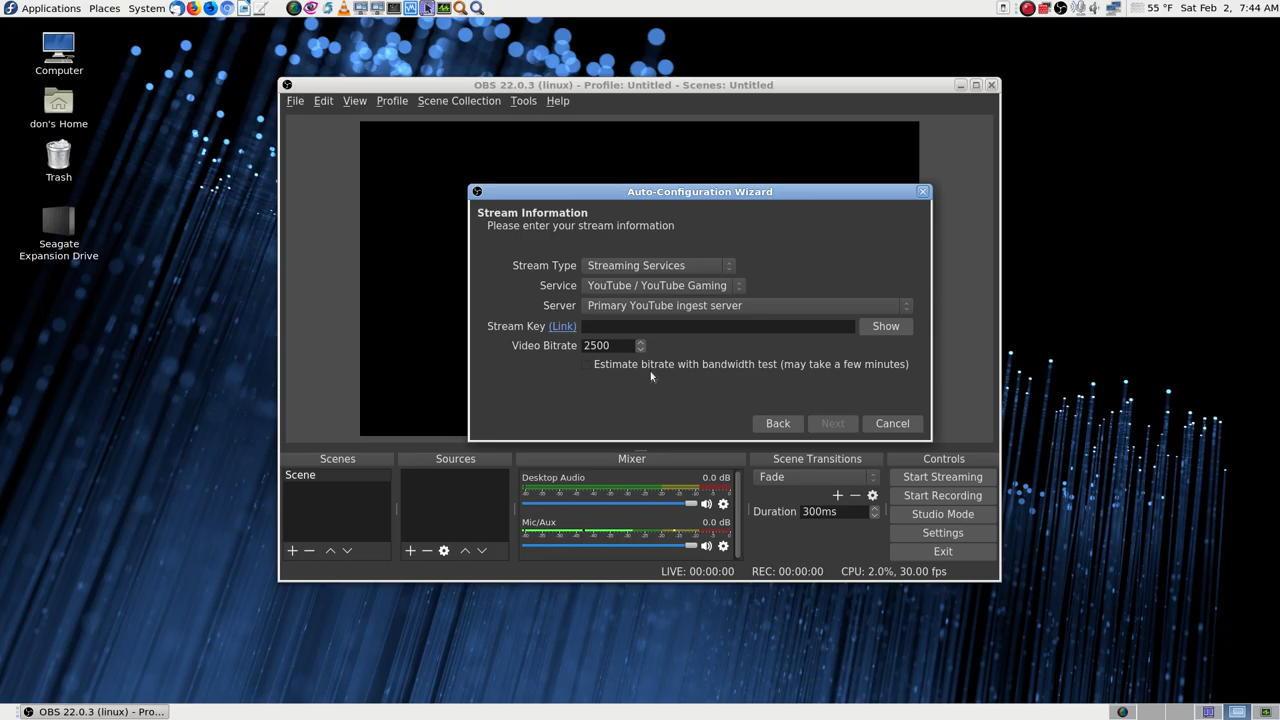 Applications Places System
55 °F Sat Feb 2, 7:44 AM
Computer
don's Home
Trash
Seagate
Expansion Drive
OBS 22.0.3 (linux) - Profile: Untitled - Scenes: Untitled
File Edit View Profile Scene Collection Tools Help
Auto-Configuration Wizard
Stream Information
Please enter your stream information
Stream Type Streaming Services
Service YouTube / YouTube Gaming
Server Primary YouTube ingest server
Stream Key (Link) Show
Video Bitrate 2500
Estimate bitrate with bandwidth test (may take a few minutes)
Back Next Cancel
Scenes Sources Mixer Scene Transitions Controls
Scene
Desktop Audio 0.0 dB
Mic/Aux 0.0 dB
Fade
Duration 300ms
Start Streaming
Start Recording
Studio Mode
Settings
Exit
LIVE: 00:00:00 REC: 00:00:00 CPU: 2.0%, 30.00 fps
OBS 22.0.3 (linux) - Pro...